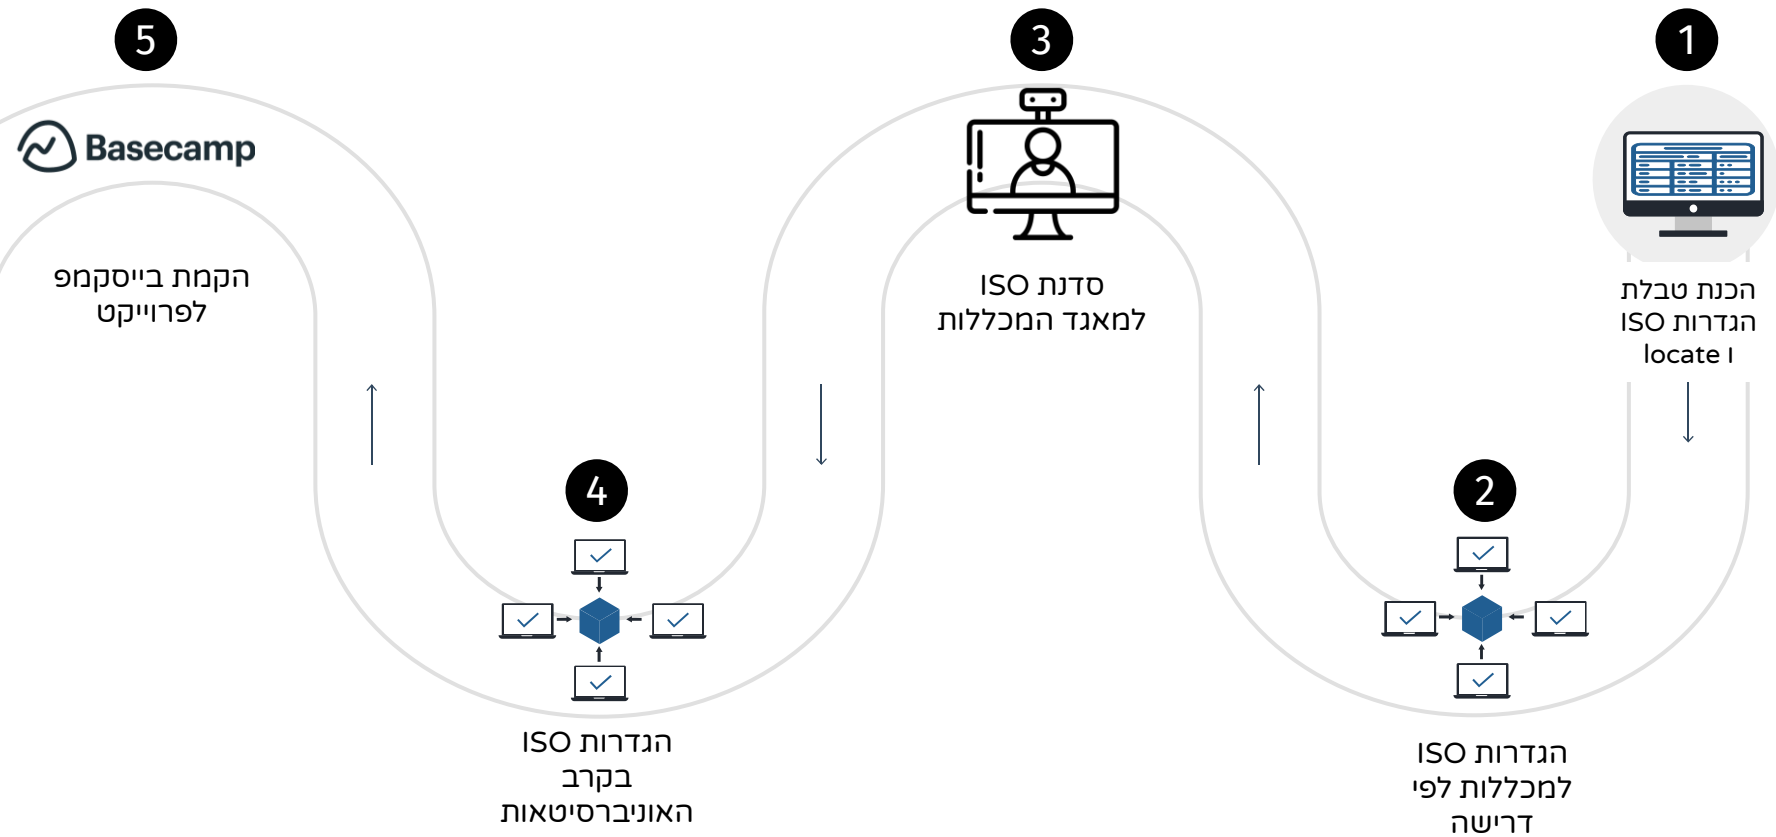 1
הכנת טבלת
הגדרות ISO
ו locate
2
הגדרות ISO
למכללות לפי
דרישה
3
סדנת ISO
למאגד המכללות
4
הגדרות ISO
בקרב
האוניברסיטאות
5
Basecamp
הקמת בייסקמפ
לפרוייקט